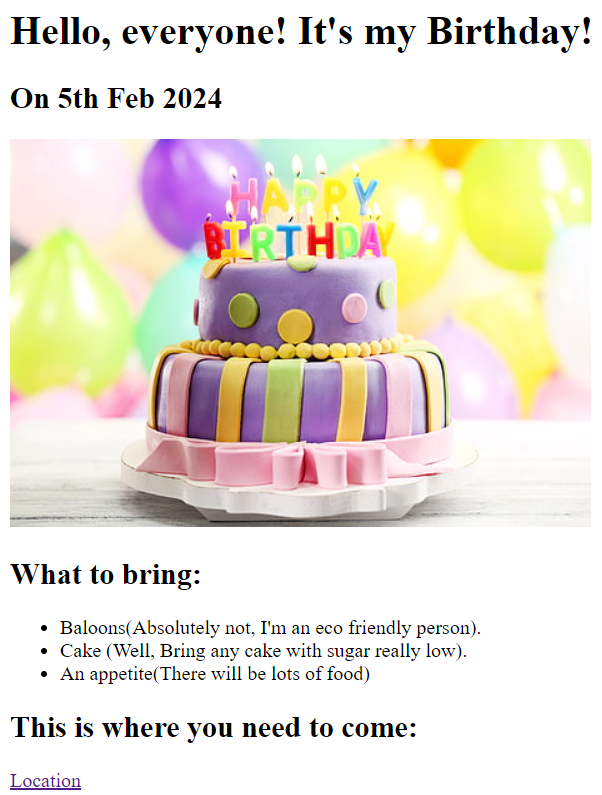 Hello, everyone! It's my Birthday!
On 5th Feb 2024
HAPPY
BIRTHDAY
What to bring:
Baloons(Absolutely not, I'm an eco friendly person).
Cake (Well, Bring any cake with sugar really low).
An appetite(There will be lots of food)
This is where you need to come:
Location